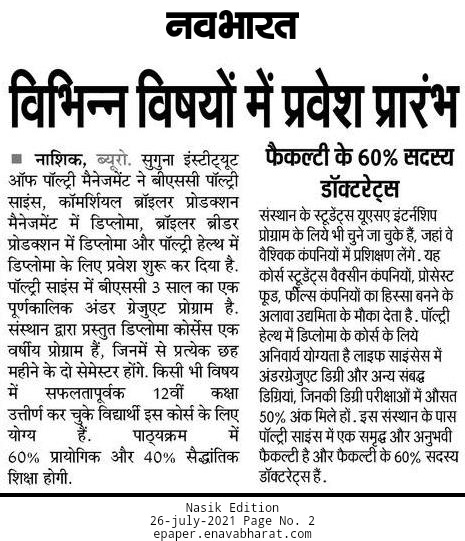 नवभारत
विभिन्न विषयों में प्रवेश प्रारंभ
■ नाशिक, ब्यूरो. सुगुना इंस्टीट्यूट
ऑफ पॉल्ट्री मैनेजमेंट ने बीएससी पॉल्ट्री
साइंस, कॉमर्शियल ब्रॉइलर प्रोडक्शन
मैनेजमेंट में डिप्लोमा, ब्रॉइलर ब्रीडर
प्रोडक्शन में डिप्लोमा और पॉल्ट्री हेल्थ में
डिप्लोमा के लिए प्रवेश शुरू कर दिया है.
पॉल्ट्री साइंस में बीएससी 3 साल का एक
पूर्णकालिक अंडर ग्रेजुएट प्रोग्राम है.
संस्थान द्वारा प्रस्तुत डिप्लोमा कोर्सेस एक
वर्षीय प्रोग्राम हैं, जिनमें से प्रत्येक छह
महीने के दो सेमेस्टर होंगे. किसी भी विषय
में सफलतापूर्वक 12वीं कक्षा
उत्तीर्ण कर चुके विद्यार्थी इस कोर्स के लिए
योग्य हैं. पाठ्यक्रम में
60% प्रायोगिक और 40% सैद्धांतिक
शिक्षा होगी.
फैकल्टी के 60% सदस्य
डॉक्टरेट्स
संस्थान के स्टूडेंट्स यूएसए इंटर्नशिप
प्रोग्राम के लिये भी चुने जा चुके हैं, जहां वे
वैश्विक कंपनियों में प्रशिक्षण लेंगे . यह
कोर्स स्टूडेंट्स वैक्सीन कंपनियों, प्रोसेस्ड
फूड, फील्स कंपनियों का हिस्सा बनने के
अलावा उद्यमिता के मौका देता है . पॉल्ट्री
हेल्थ में डिप्लोमा के कोर्स के लिये
अनिवार्य योग्यता है लाइफ साइंसेस में
अंडरग्रेजुएट डिग्री और अन्य संबद्ध
डिग्रियां, जिनकी डिग्री परीक्षाओं में औसत
50% अंक मिले हों . इस संस्थान के पास
पॉल्ट्री साइंस में एक समृद्ध और अनुभवी
फैकल्टी है और फैकल्टी के 60% सदस्य
डॉक्टरेट्स हैं .
Nasik Edition
26-july-2021 Page No. 2
epaper.enavabharat.com